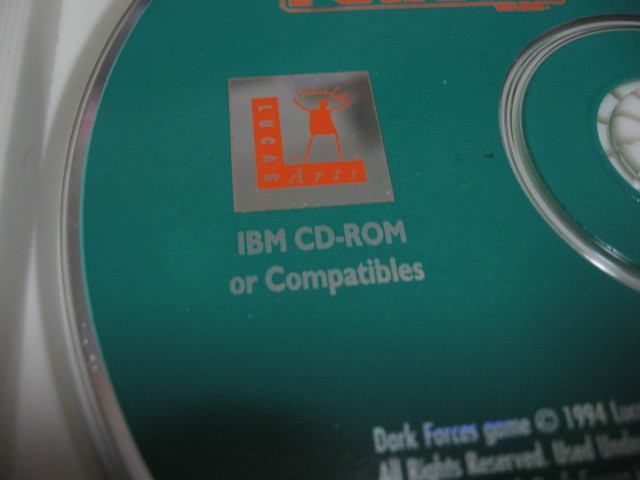 LUCAS
Arts
IBM CD-ROM
or Compatibles
Dark Forces game © 1994
All Rights Reserved. Used Under